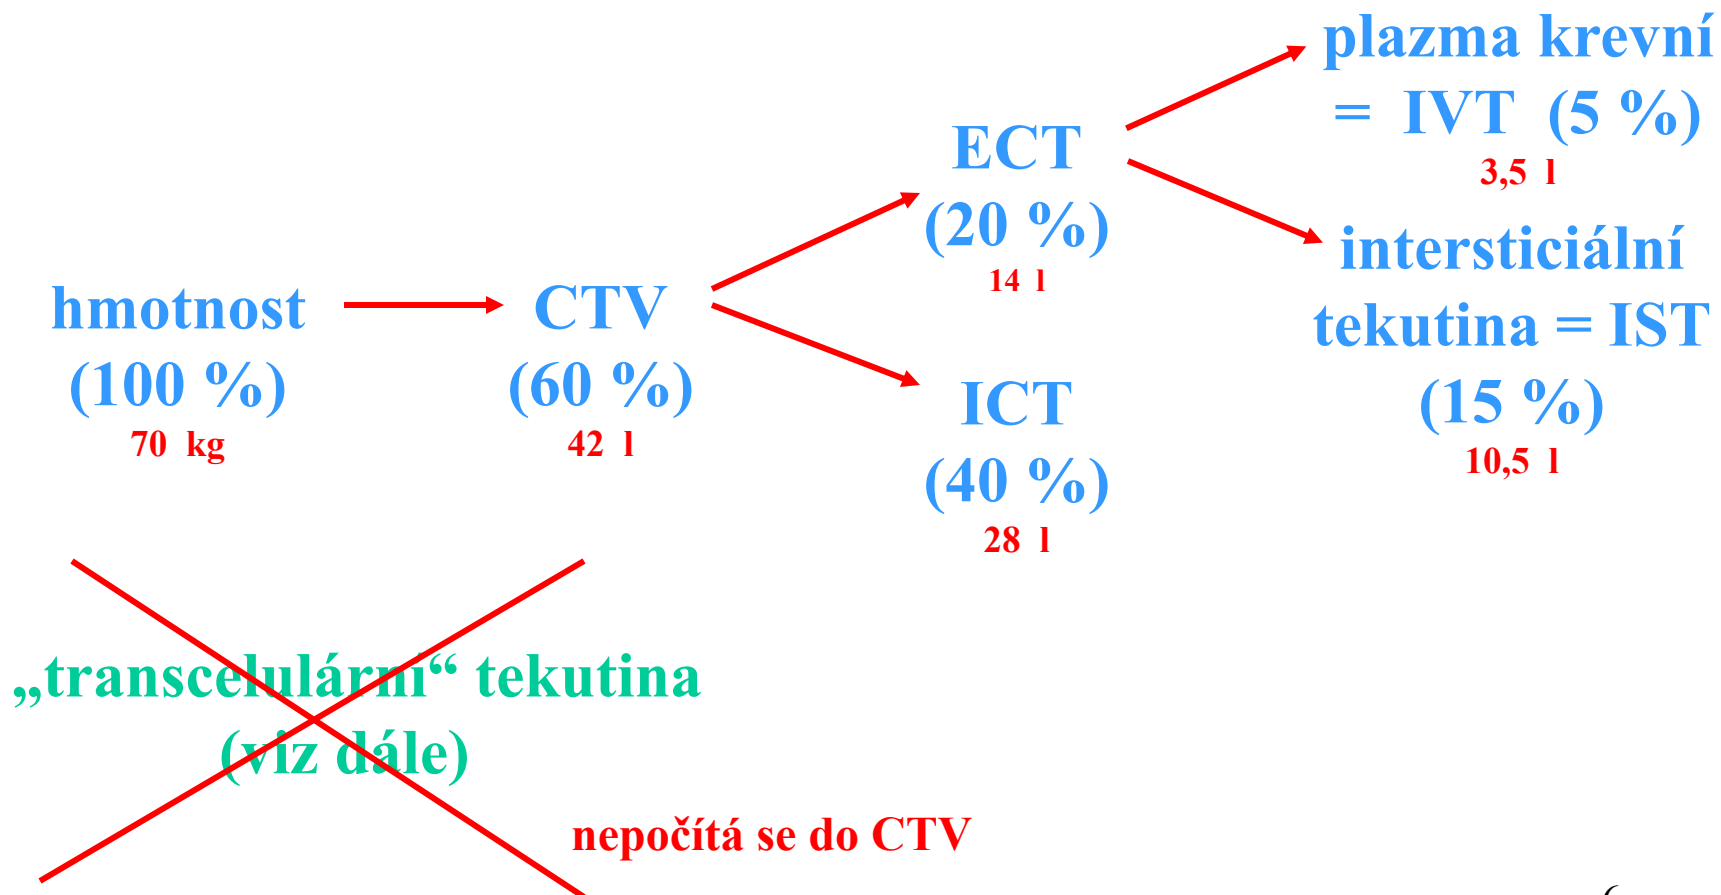 hmotnost
(100 %)
70 kg
CTV
(60 %)
42 l
ECT
(20 %)
14 l
ICT
(40 %)
28 l
plazma krevní
= IVT (5 %)
3,5 l
intersticiální
tekutina = IST
(15 %)
10,5 l
„transcelulární“ tekutina
(viz dále)
nepočítá se do CTV